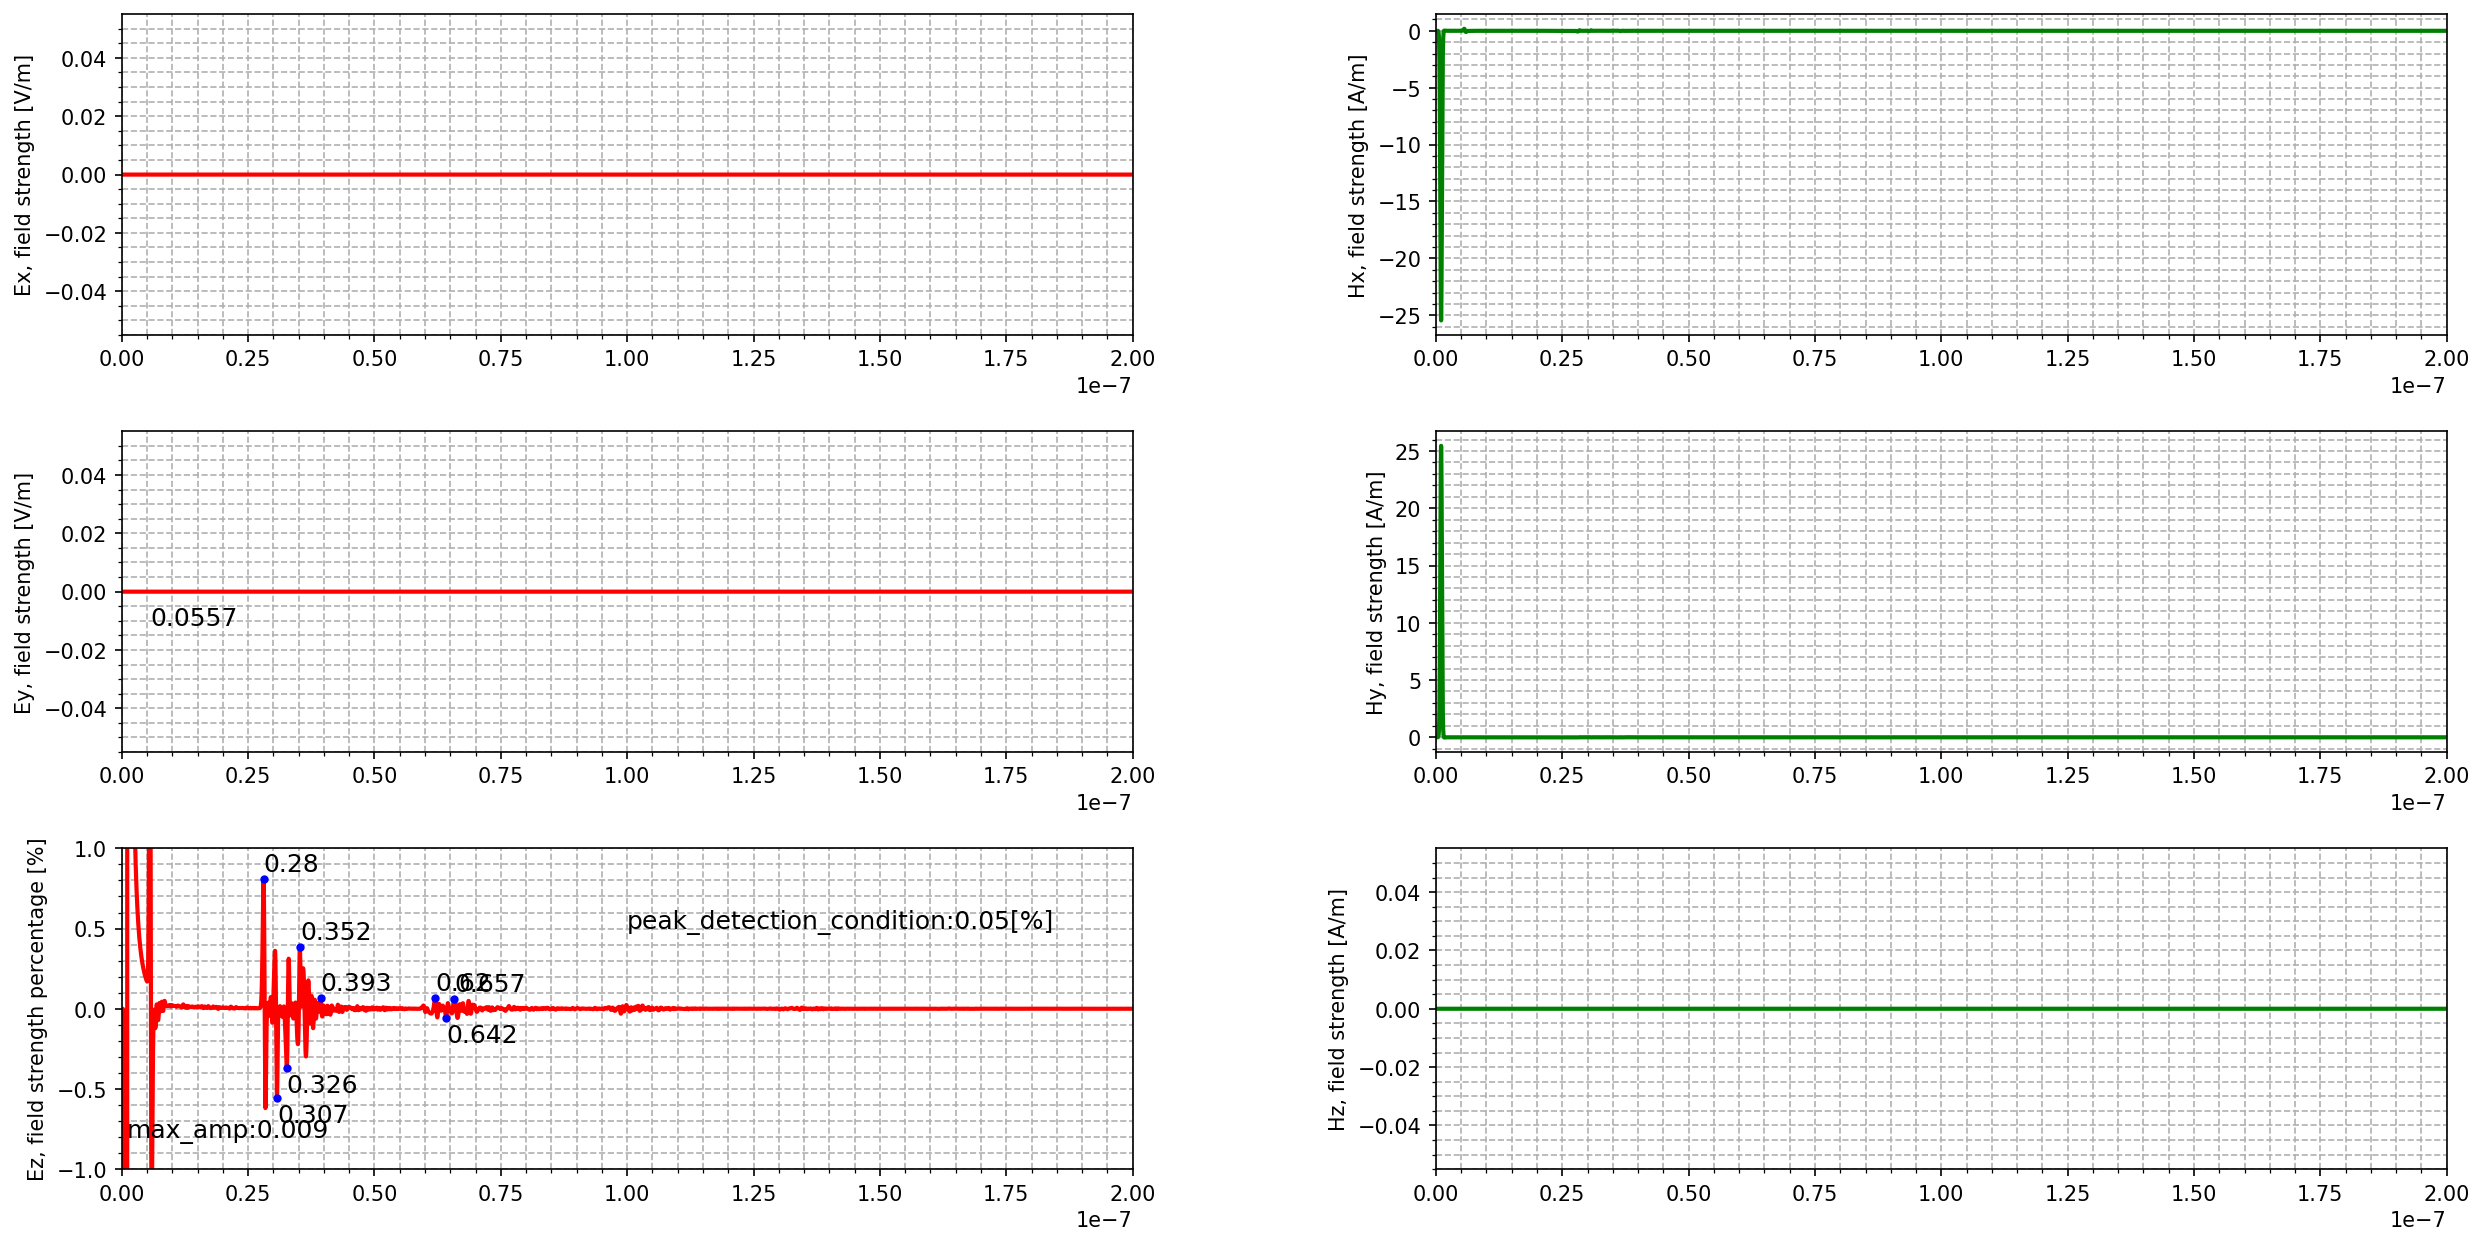 Ex, field strength [V/m]
0.04
0.02
0.00
−0.02
−0.04
0.00 0.25 0.50 0.75 1.00 1.25 1.50 1.75 2.00
1e−7
Hx, field strength [A/m]
0
−5
−10
−15
−20
−25
0.00 0.25 0.50 0.75 1.00 1.25 1.50 1.75 2.00
1e−7
Ey, field strength [V/m]
0.04
0.02
0.00
−0.02
−0.04
0.0557
0.00 0.25 0.50 0.75 1.00 1.25 1.50 1.75 2.00
1e−7
Hy, field strength [A/m]
25
20
15
10
5
0
0.00 0.25 0.50 0.75 1.00 1.25 1.50 1.75 2.00
1e−7
Ez, field strength percentage [%]
1.0
0.5
0.0
−0.5
−1.0
0.28
peak_detection_condition:0.05[%]
0.352
0.393
0.62
0.657
0.642
0.326
0.307
max_amp:0.009
0.00 0.25 0.50 0.75 1.00 1.25 1.50 1.75 2.00
1e−7
Hz, field strength [A/m]
0.04
0.02
0.00
−0.02
−0.04
0.00 0.25 0.50 0.75 1.00 1.25 1.50 1.75 2.00
1e−7